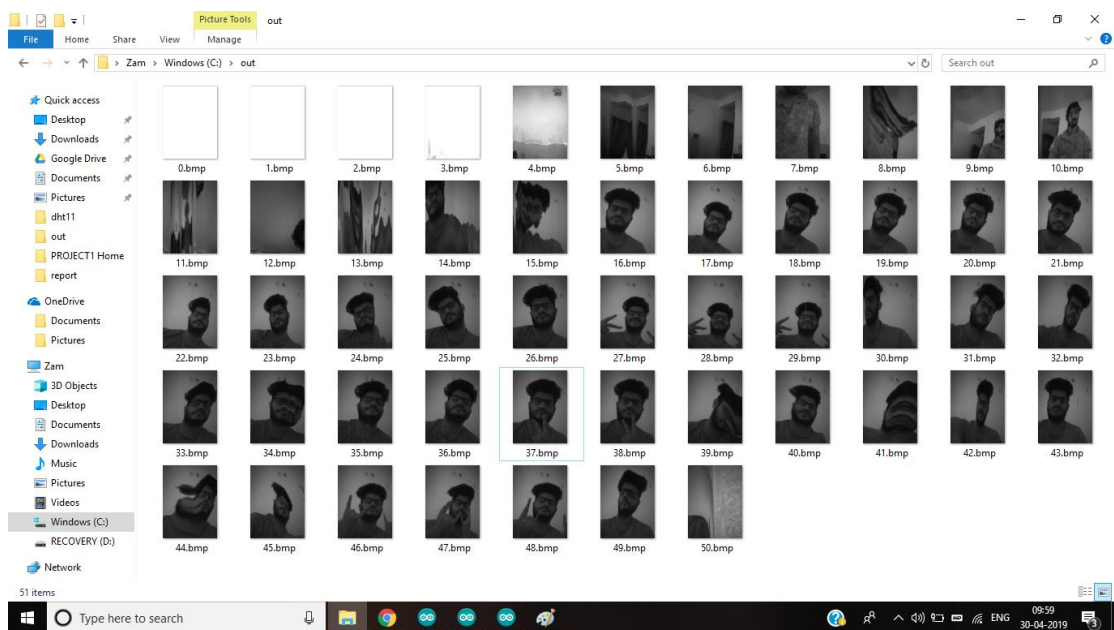 Picture Tools out
File Home Share View Manage
Zam Windows (C:) out
Search out
Quick access
Desktop
Downloads
Google Drive
Documents
Pictures
dht11
out
PROJECT1 Home
report
OneDrive
Documents
Pictures
Zam
3D Objects
Desktop
Documents
Downloads
Music
Pictures
Videos
Windows (C:)
RECOVERY (D:)
Network
0.bmp 1.bmp 2.bmp 3.bmp 4.bmp 5.bmp 6.bmp 7.bmp 8.bmp 9.bmp 10.bmp
11.bmp 12.bmp 13.bmp 14.bmp 15.bmp 16.bmp 17.bmp 18.bmp 19.bmp 20.bmp 21.bmp
22.bmp 23.bmp 24.bmp 25.bmp 26.bmp 27.bmp 28.bmp 29.bmp 30.bmp 31.bmp 32.bmp
33.bmp 34.bmp 35.bmp 36.bmp 37.bmp 38.bmp 39.bmp 40.bmp 41.bmp 42.bmp 43.bmp
44.bmp 45.bmp 46.bmp 47.bmp 48.bmp 49.bmp 50.bmp
51 items
Type here to search
ENG
09:59
30-04-2019
3